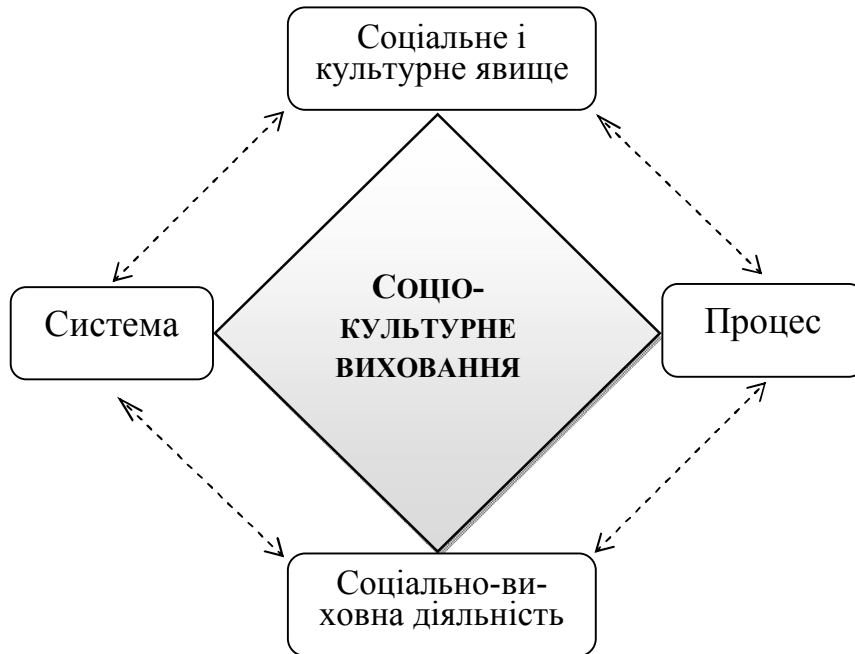 Соціальне і
культурне явище
Система
СОЦІО-
КУЛЬТУРНЕ
ВИХОВАННЯ
Процес
Соціально-ви-
ховна діяльність